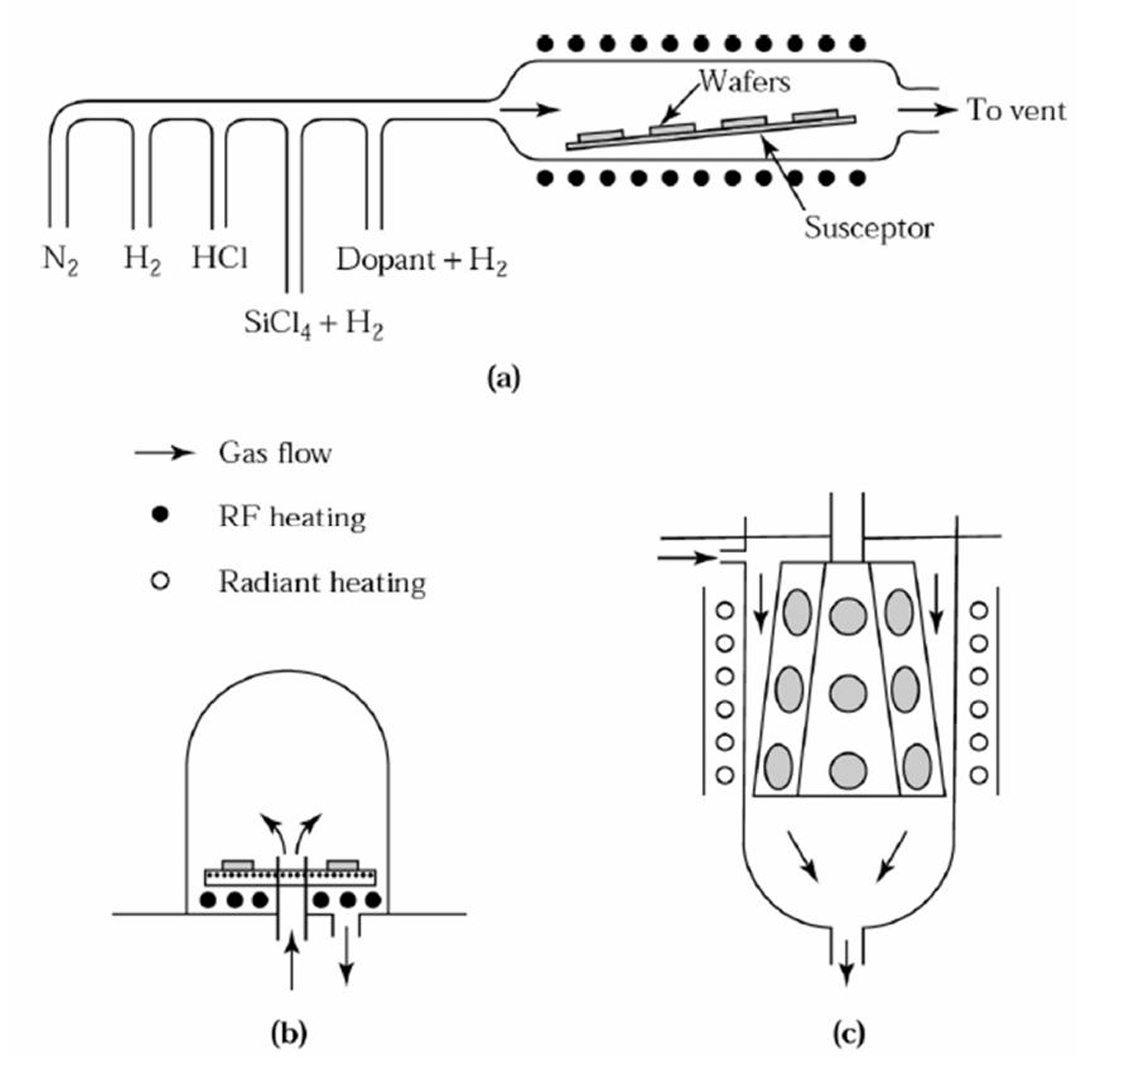 Wafers
To vent
Susceptor
N₂
H₂
HCl
Dopant + H₂
SiCl₄ + H₂
(a)
Gas flow
RF heating
Radiant heating
(b)
(c)